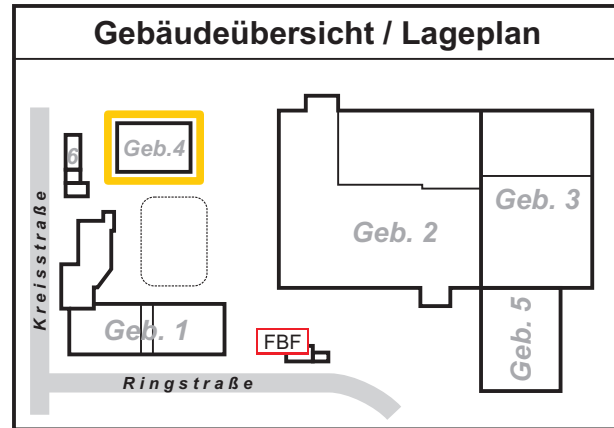 Gebäudeübersicht / Lageplan
6
Geb.4
Kreisstraße
Geb. 2
Geb. 3
Geb. 1
FBF
Geb. 5
Ringstraße